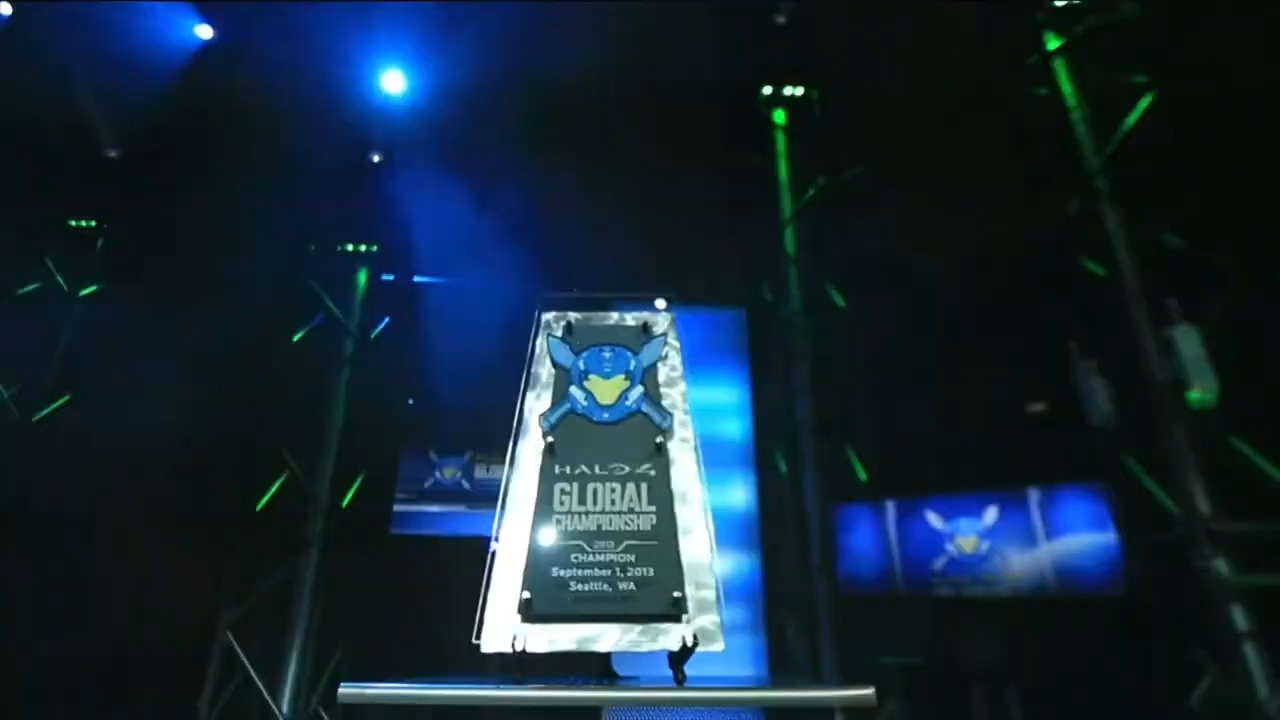 HALO 4
GLOBAL
CHAMPIONSHIP
2013
CHAMPION
September 1, 2013
Seattle, WA